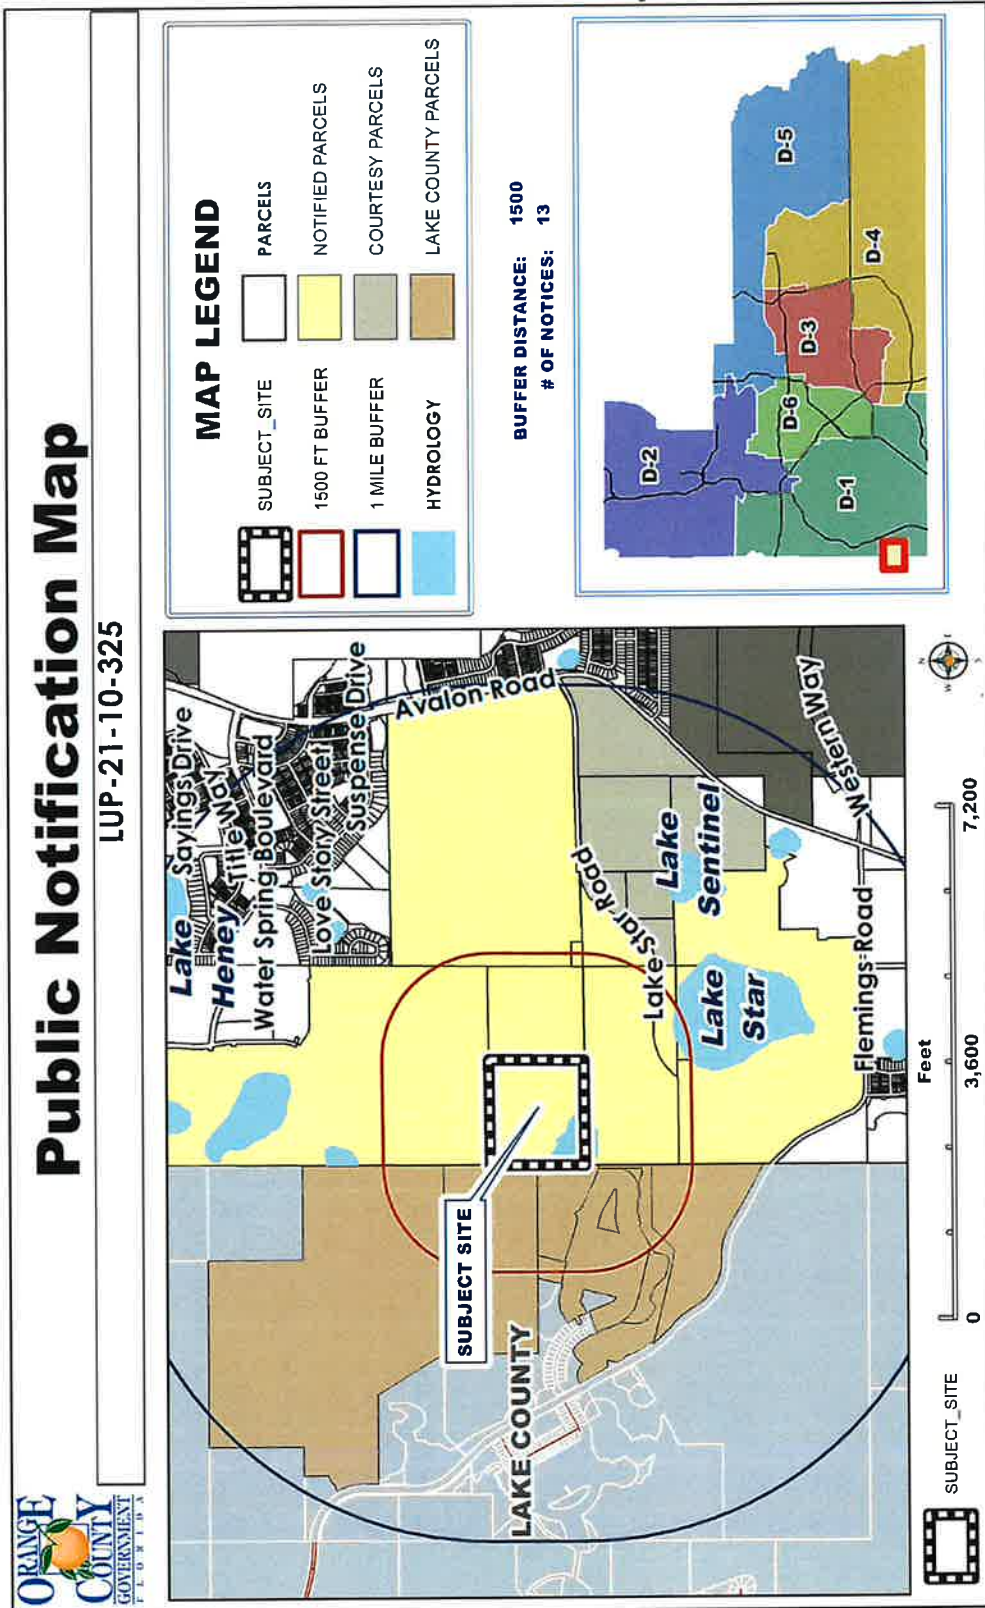 ORANGE
COUNTY
GOVERNMENT
FLORIDA
Public Notification Map
LUP-21-10-325
Lake
Heney
Sayings Drive
Title Way
Water Spring Boulevard
Love Story Street
Suspense Drive
Avalon Road
SUBJECT SITE
LAKE COUNTY
Lake Star Road
Lake
Star
Lake
Sentinel
Western Way
Flemings Road
MAP LEGEND
SUBJECT_SITE
PARCELS
1500 FT BUFFER
NOTIFIED PARCELS
1 MILE BUFFER
COURTESY PARCELS
HYDROLOGY
LAKE COUNTY PARCELS
BUFFER DISTANCE: 1500
# OF NOTICES: 13
D-2
D-5
D-6
D-3
D-1
D-4
SUBJECT_SITE
Feet
0 3,600 7,200
N
W E
S